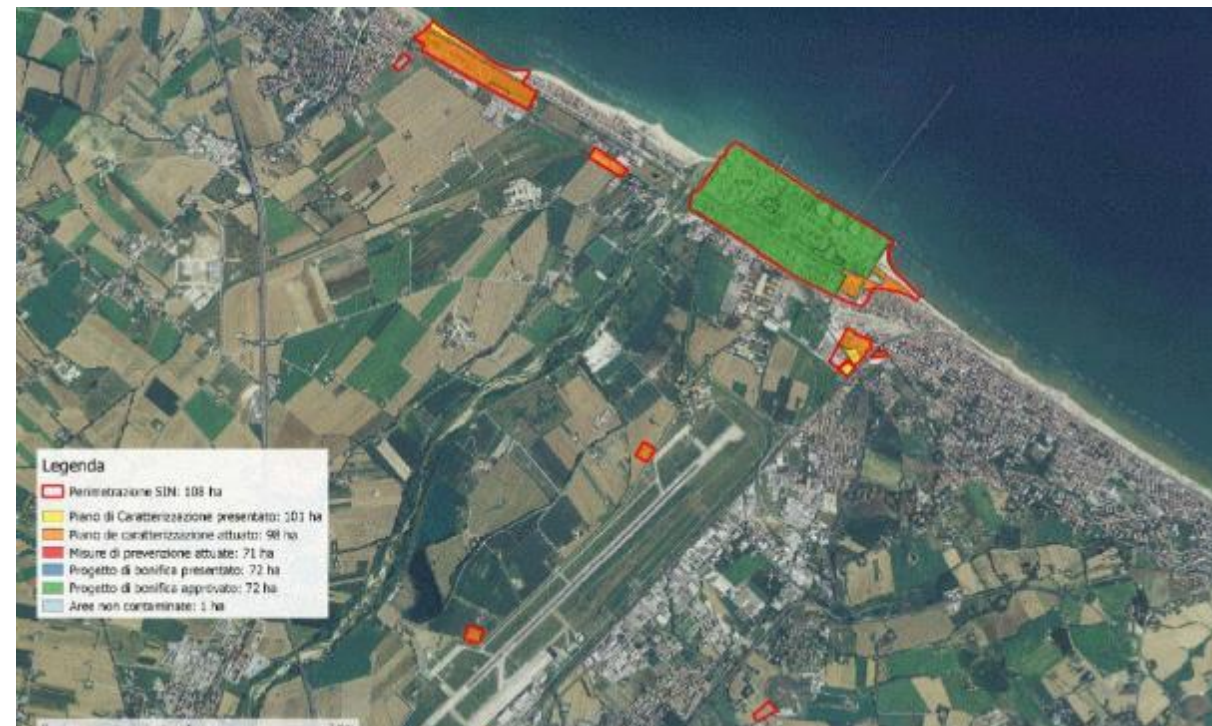 Legenda
Perimetrazione SIN: 108 ha
Piano di Caratterizzazione presentato: 101 ha
Piano de caratterizzazione attuato: 98 ha
Misure di prevenzione attuate: 71 ha
Progetto di bonifica presentato: 72 ha
Progetto di bonifica approvato: 72 ha
Aree non contaminate: 1 ha